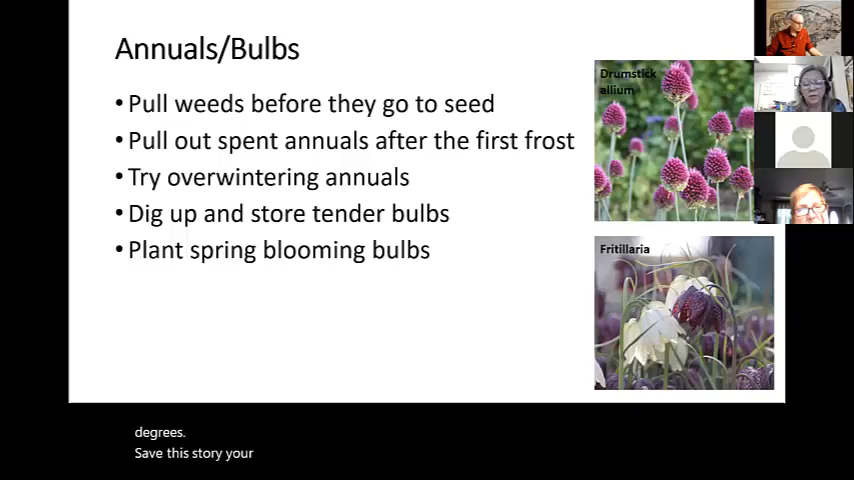 Annuals/Bulbs
• Pull weeds before they go to seed
• Pull out spent annuals after the first frost
• Try overwintering annuals
• Dig up and store tender bulbs
• Plant spring blooming bulbs
Drumstick
allium
Fritillaria
degrees.
Save this story your